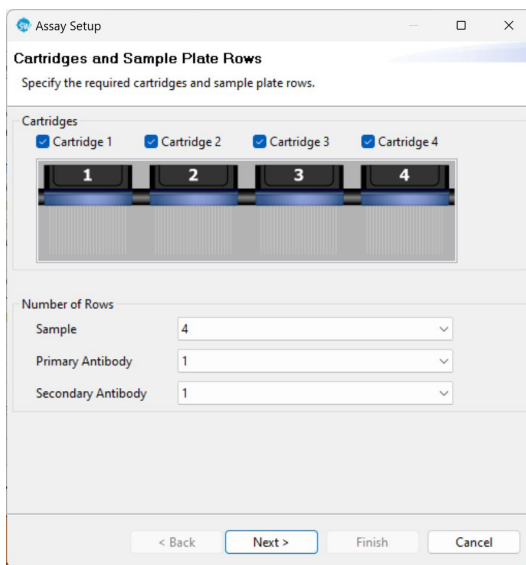 Assay Setup
Cartridges and Sample Plate Rows
Specify the required cartridges and sample plate rows.
Cartridges
Cartridge 1 Cartridge 2 Cartridge 3 Cartridge 4
1 2 3 4
Number of Rows
Sample 4
Primary Antibody 1
Secondary Antibody 1
< Back Next > Finish Cancel